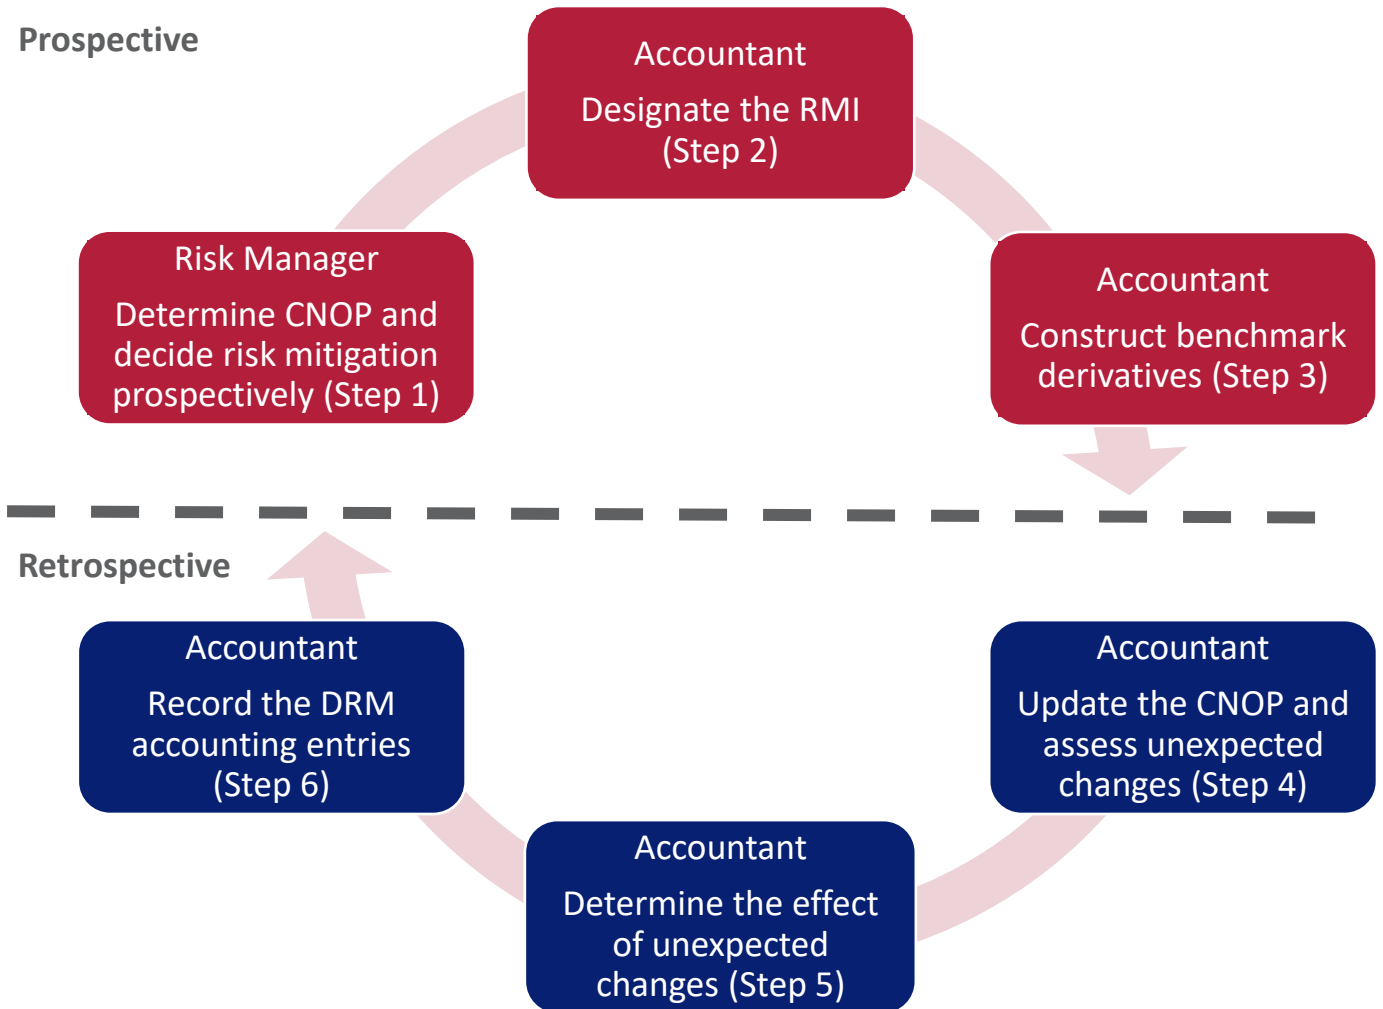 Prospective
Accountant
Designate the RMI
(Step 2)
Risk Manager
Determine CNOP and
decide risk mitigation
prospectively (Step 1)
Accountant
Construct benchmark
derivatives (Step 3)
Retrospective
Accountant
Record the DRM
accounting entries
(Step 6)
Accountant
Update the CNOP and
assess unexpected
changes (Step 4)
Accountant
Determine the effect
of unexpected
changes (Step 5)